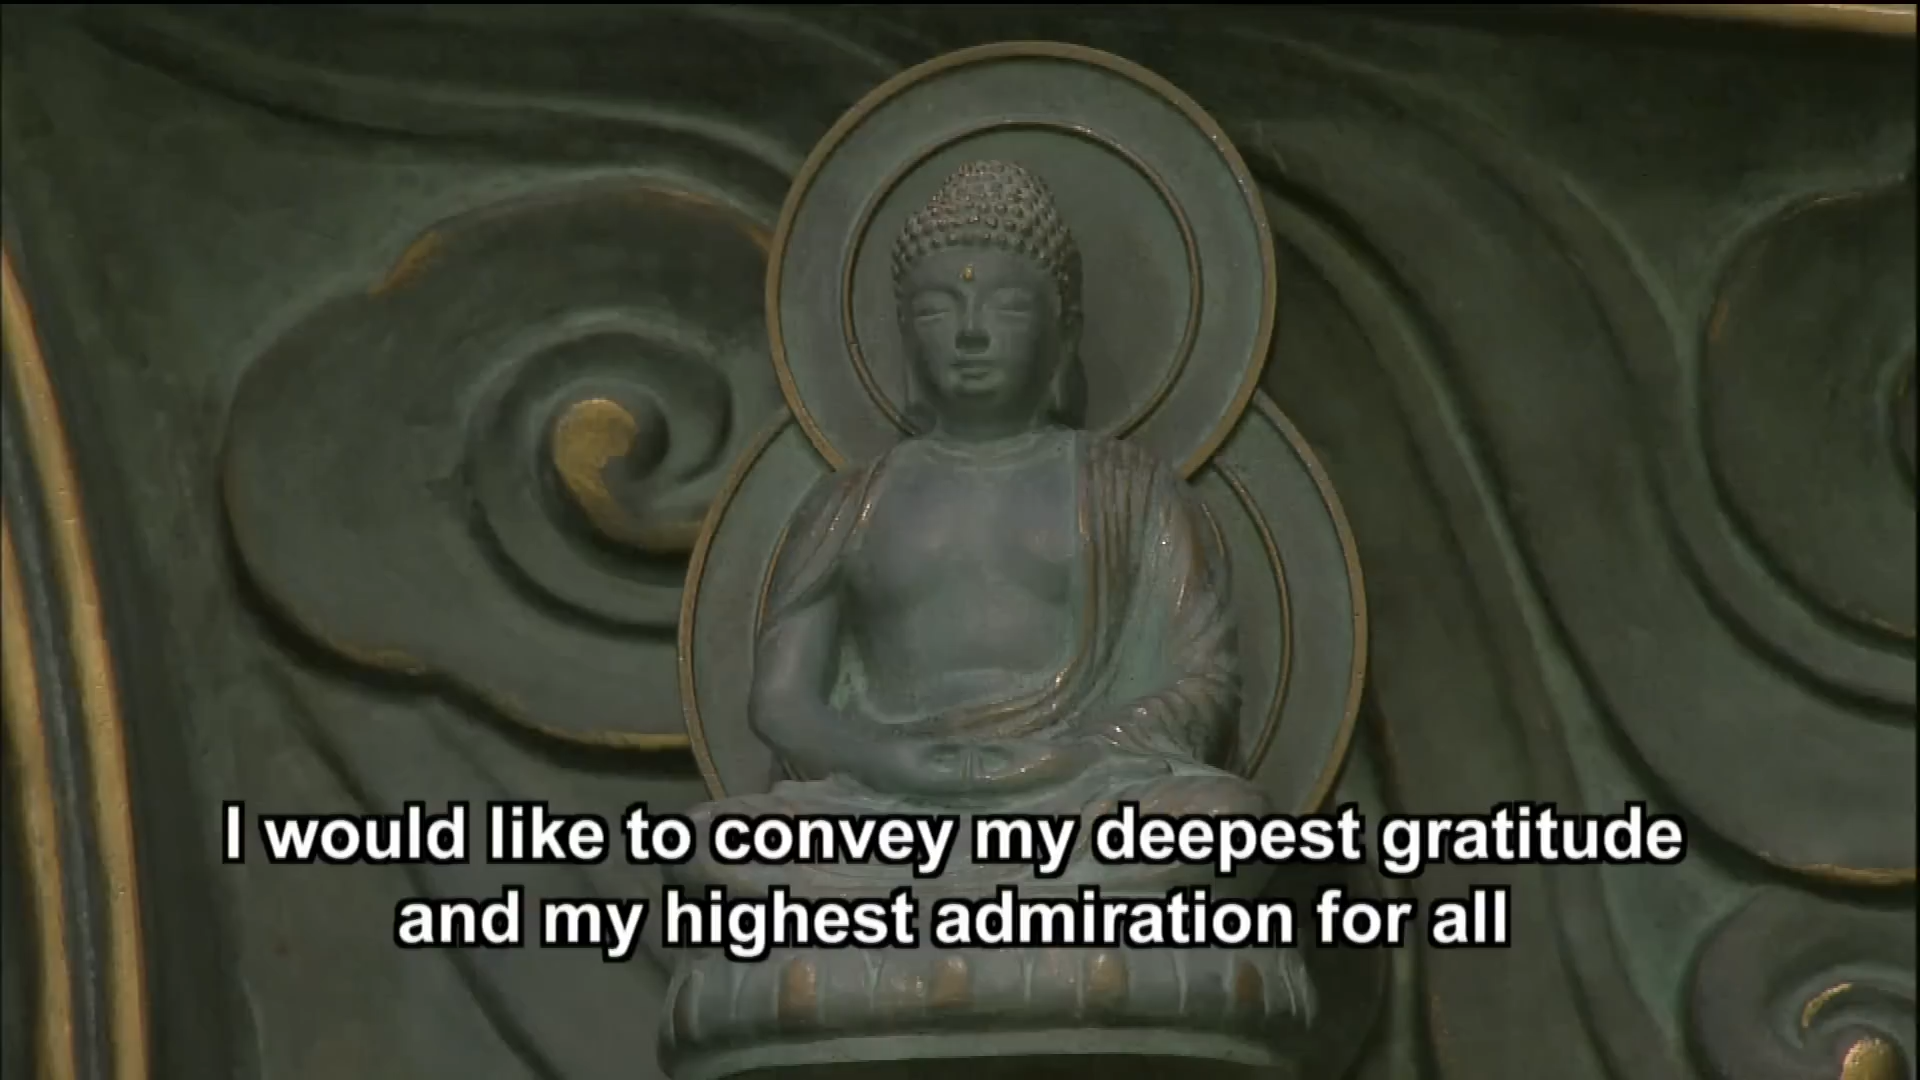 I would like to convey my deepest gratitude
and my highest admiration for all